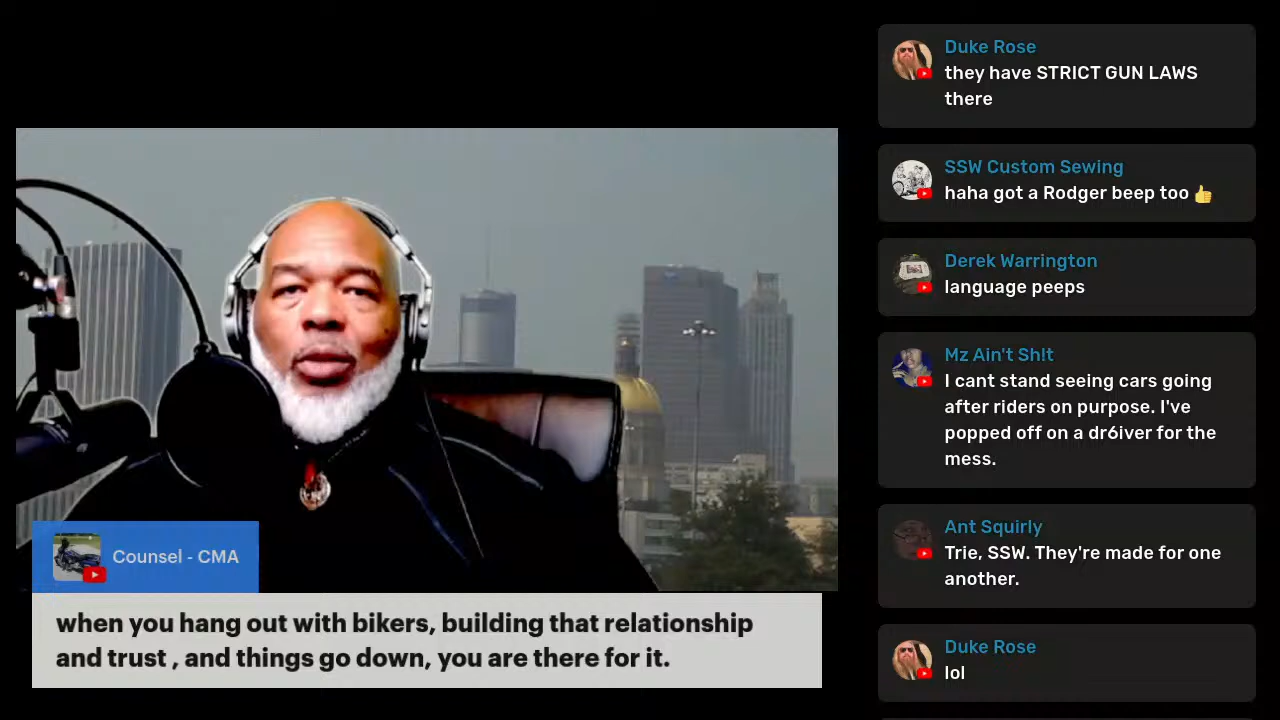 Counsel - CMA
when you hang out with bikers, building that relationship
and trust , and things go down, you are there for it.
Duke Rose
they have STRICT GUN LAWS
there
SSW Custom Sewing
haha got a Rodger beep too 👍
Derek Warrington
language peeps
Mz Ain't Sh!t
I cant stand seeing cars going
after riders on purpose. I've
popped off on a dr6iver for the
mess.
Ant Squirly
Trie, SSW. They're made for one
another.
Duke Rose
lol